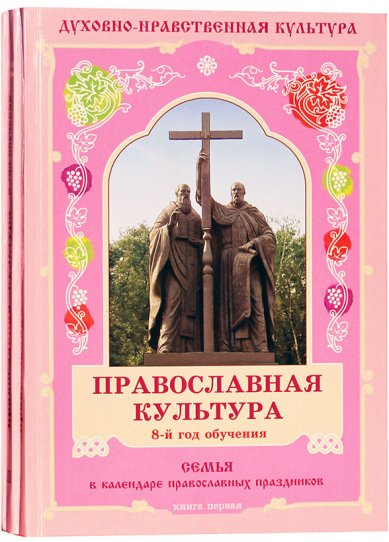 ДУХОВНО-НРАВСТВЕННАЯ КУЛЬТУРА
ПРАВОСЛАВНАЯ
КУЛЬТУРА
8-й год обучения
СЕМЬЯ
в календаре православных праздников
книга первая